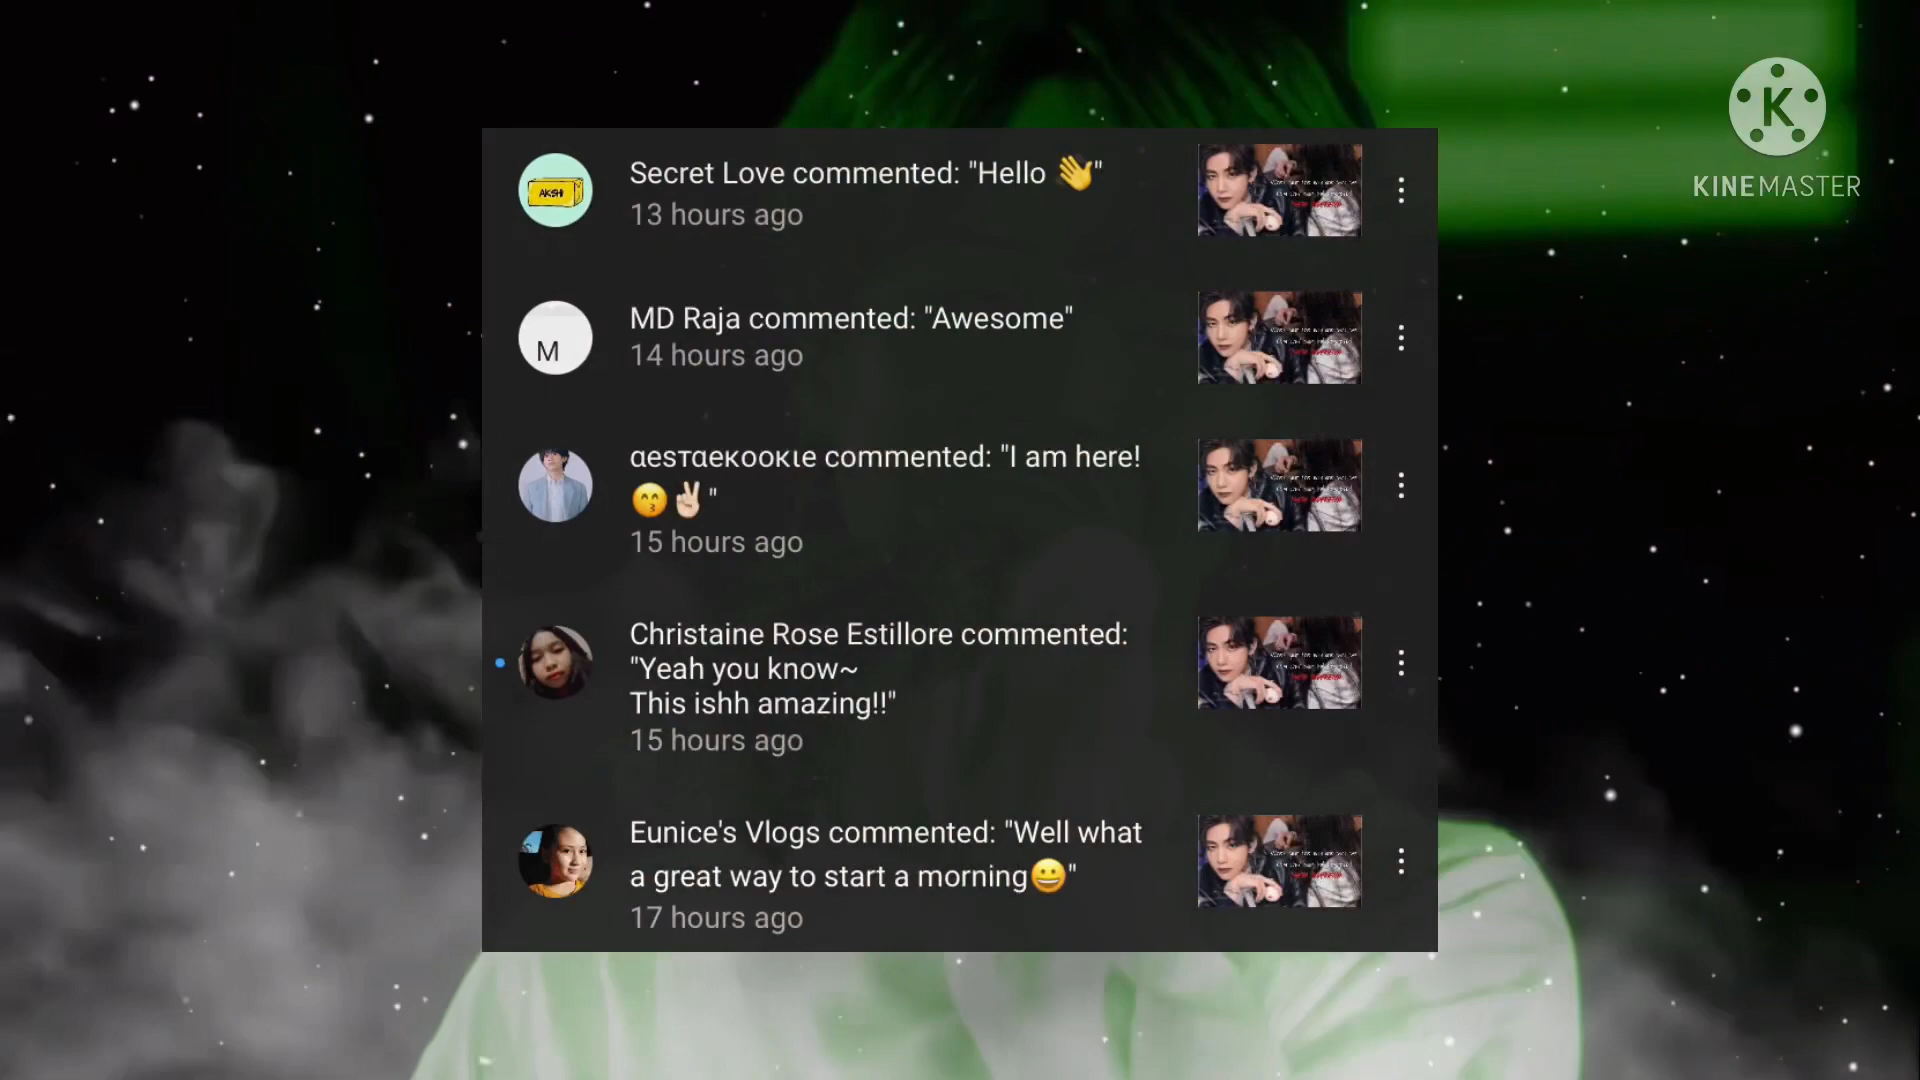 KINEMASTER
K
AKSHI
Secret Love commented: "Hello 👋"
13 hours ago
M
MD Raja commented: "Awesome"
14 hours ago
αesтαeкooкιe commented: "I am here!
😙✌🏻"
15 hours ago
Christaine Rose Estillore commented:
"Yeah you know~
This ishh amazing!!"
15 hours ago
Eunice's Vlogs commented: "Well what
a great way to start a morning😀"
17 hours ago